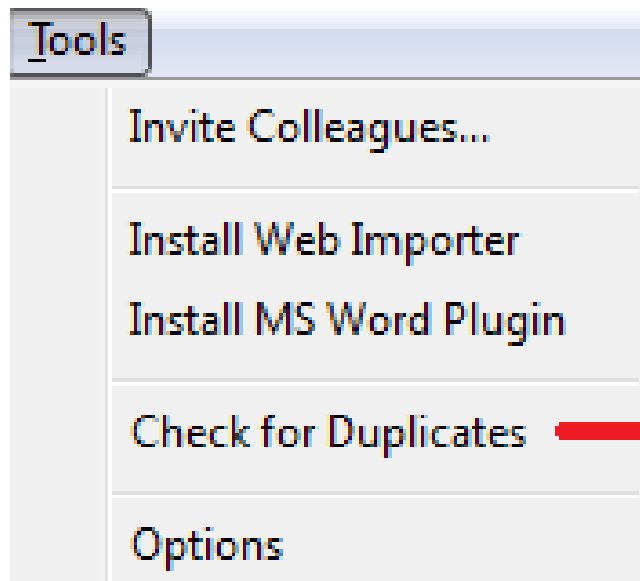 Tools
Invite Colleagues...
Install Web Importer
Install MS Word Plugin
Check for Duplicates
Options